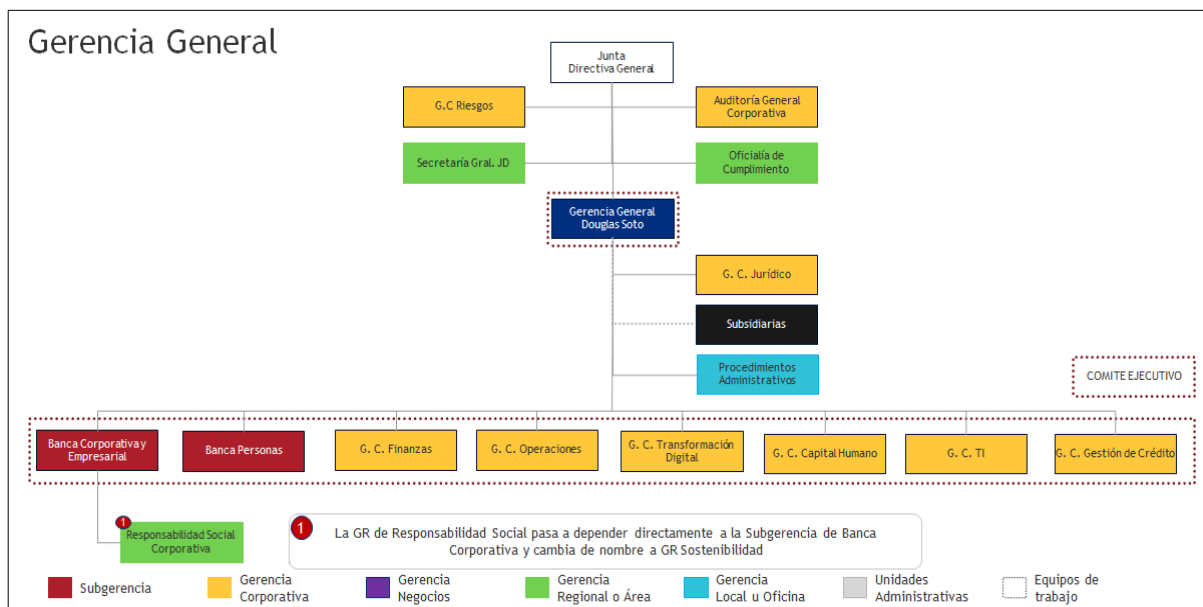 Gerencia General
Junta
Directiva General
G.C Riesgos
Auditoría General
Corporativa
Secretaría Gral. JD
Oficialía de
Cumplimiento
Gerencia General
Douglas Soto
G. C. Jurídico
Subsidiarias
Procedimientos
Administrativos
COMITE EJECUTIVO
Banca Corporativa y
Empresarial
Banca Personas
G. C. Finanzas
G. C. Operaciones
G. C. Transformación
Digital
G. C. Capital Humano
G. C. TI
G. C. Gestión de Crédito
1
Responsabilidad Social
Corporativa
1
La GR de Responsabilidad Social pasa a depender directamente a la Subgerencia de Banca
Corporativa y cambia de nombre a GR Sostenibilidad
Subgerencia
Gerencia
Corporativa
Gerencia
Negocios
Gerencia
Regional o Área
Gerencia
Local u Oficina
Unidades
Administrativas
Equipos de
trabajo